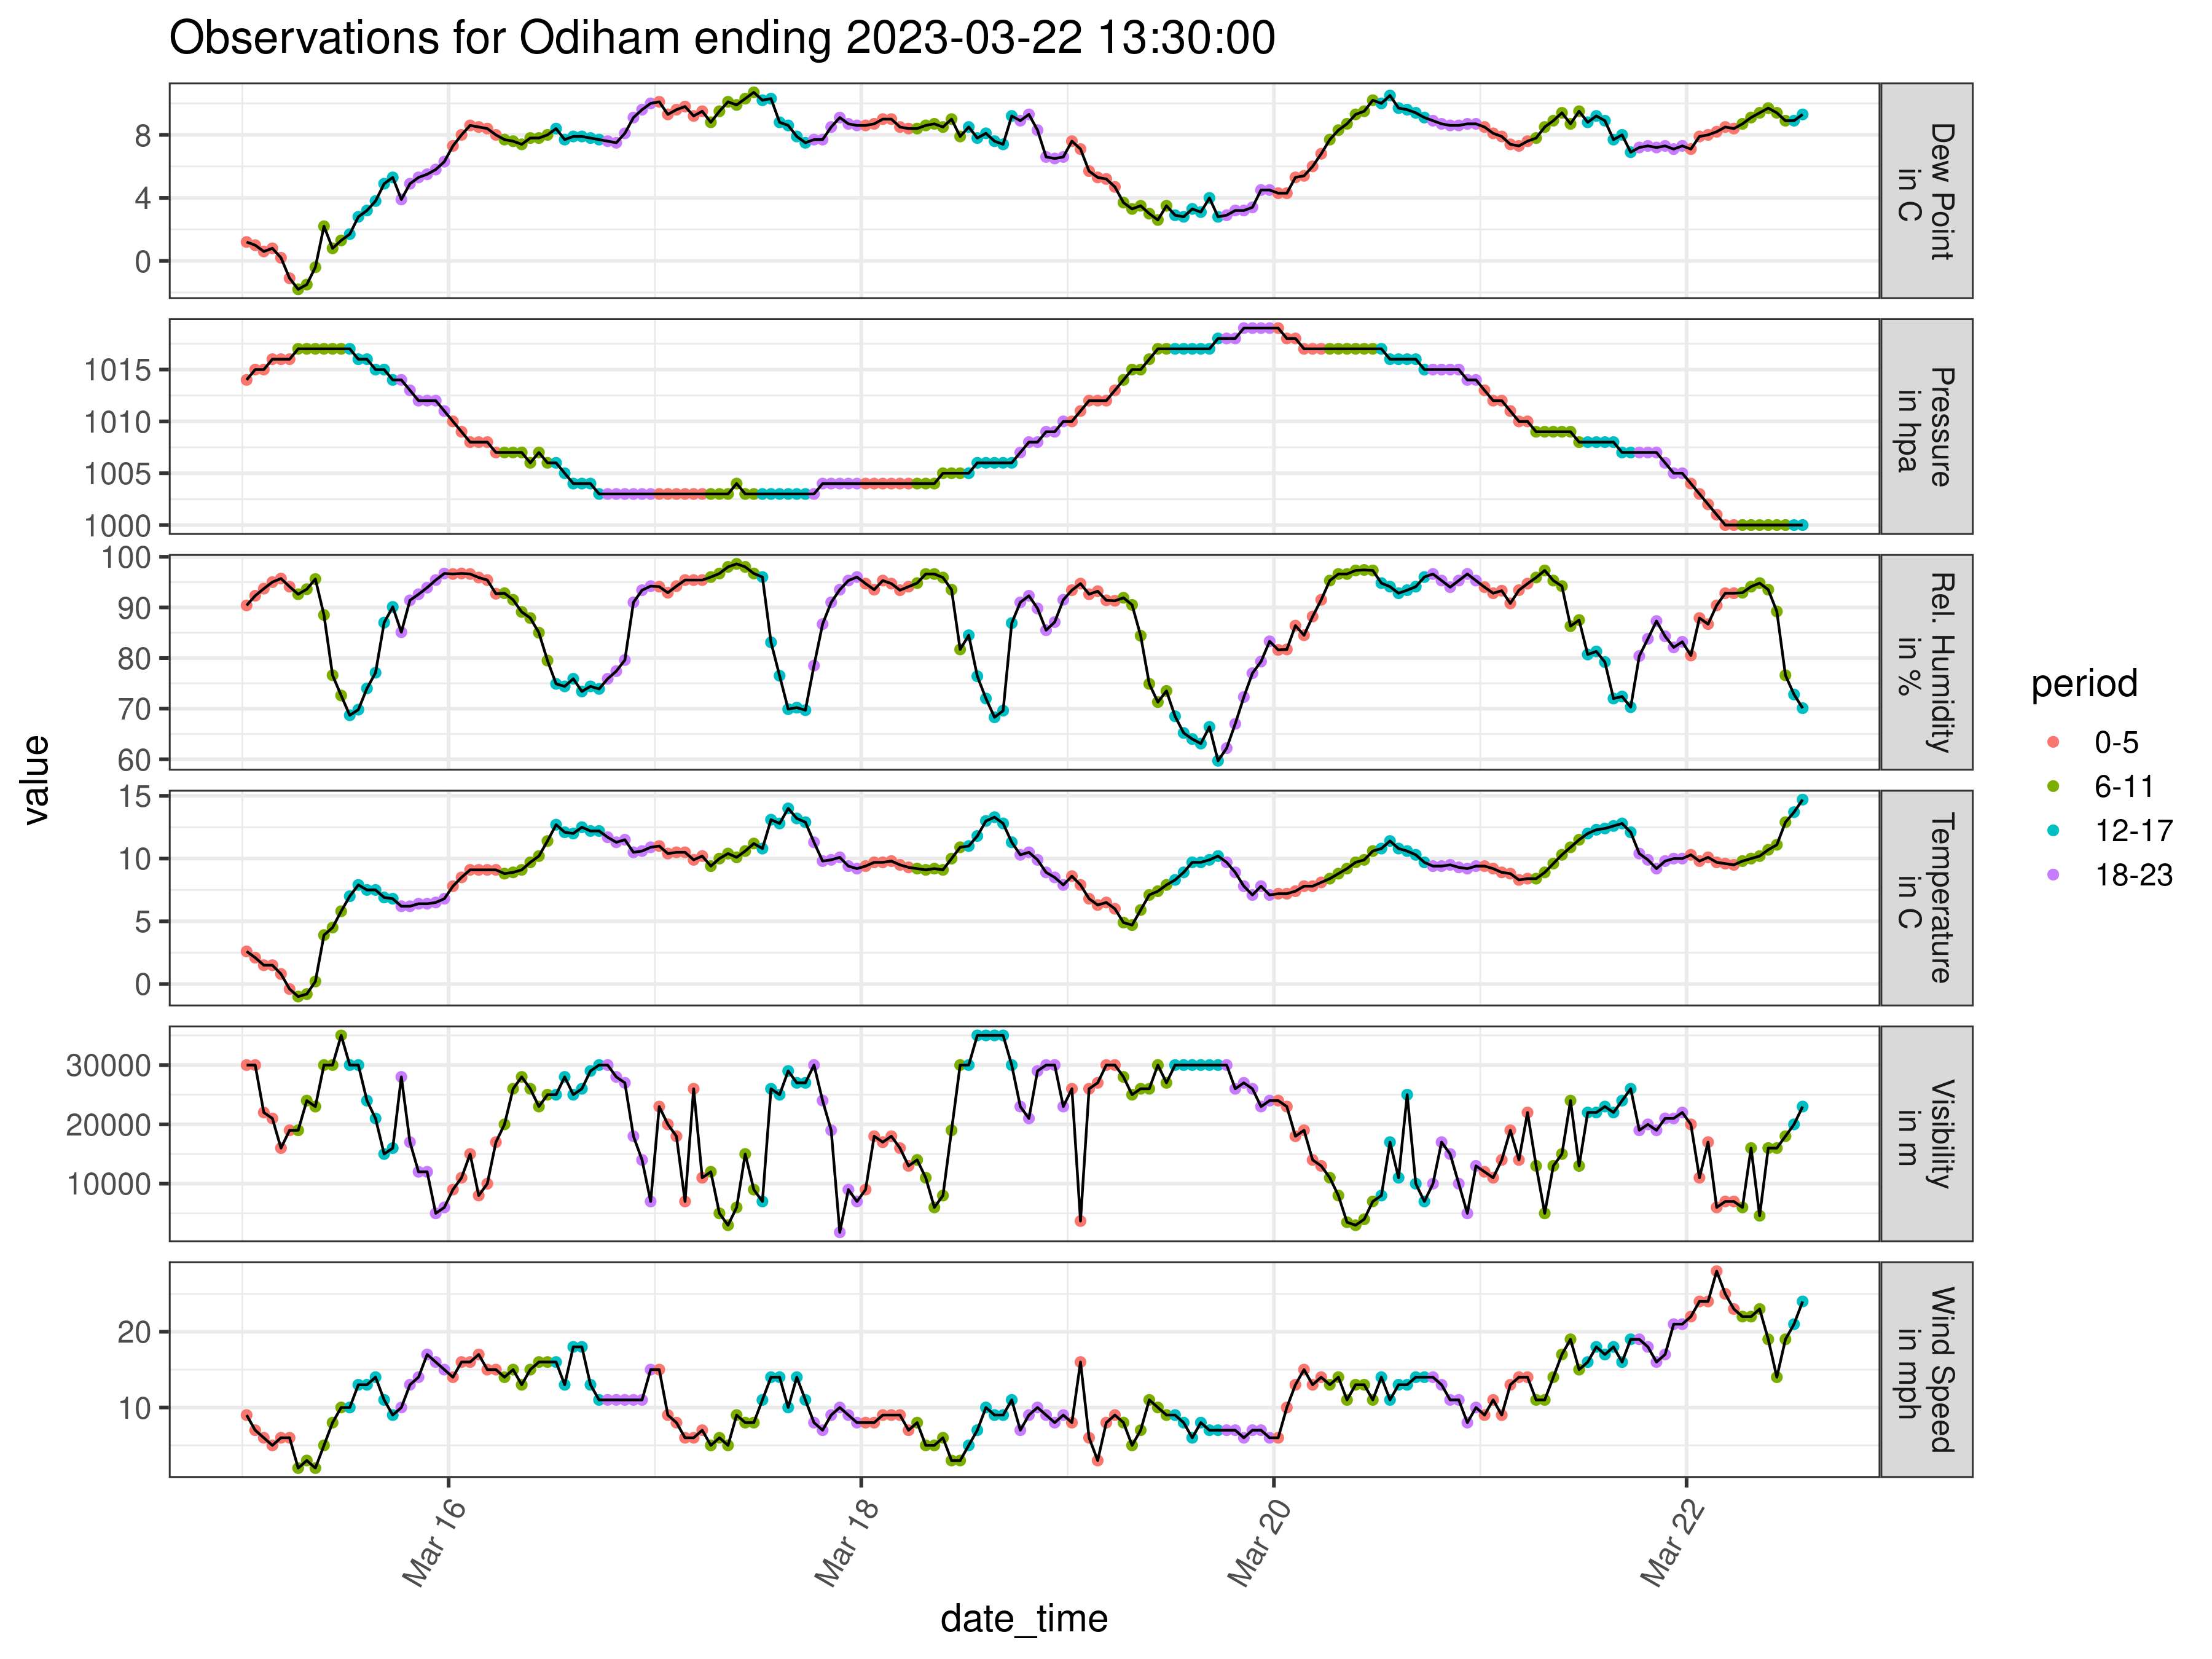 Observations for Odiham ending 2023-03-22 13:30:00
8
4
0
Dew Point
in C
1015
1010
1005
1000
Pressure
in hpa
100
90
80
70
60
Rel. Humidity
in %
15
10
5
0
Temperature
in C
30000
20000
10000
Visibility
in m
20
10
Wind Speed
in mph
value
Mar 16
Mar 18
Mar 20
Mar 22
date_time
period
0-5
6-11
12-17
18-23